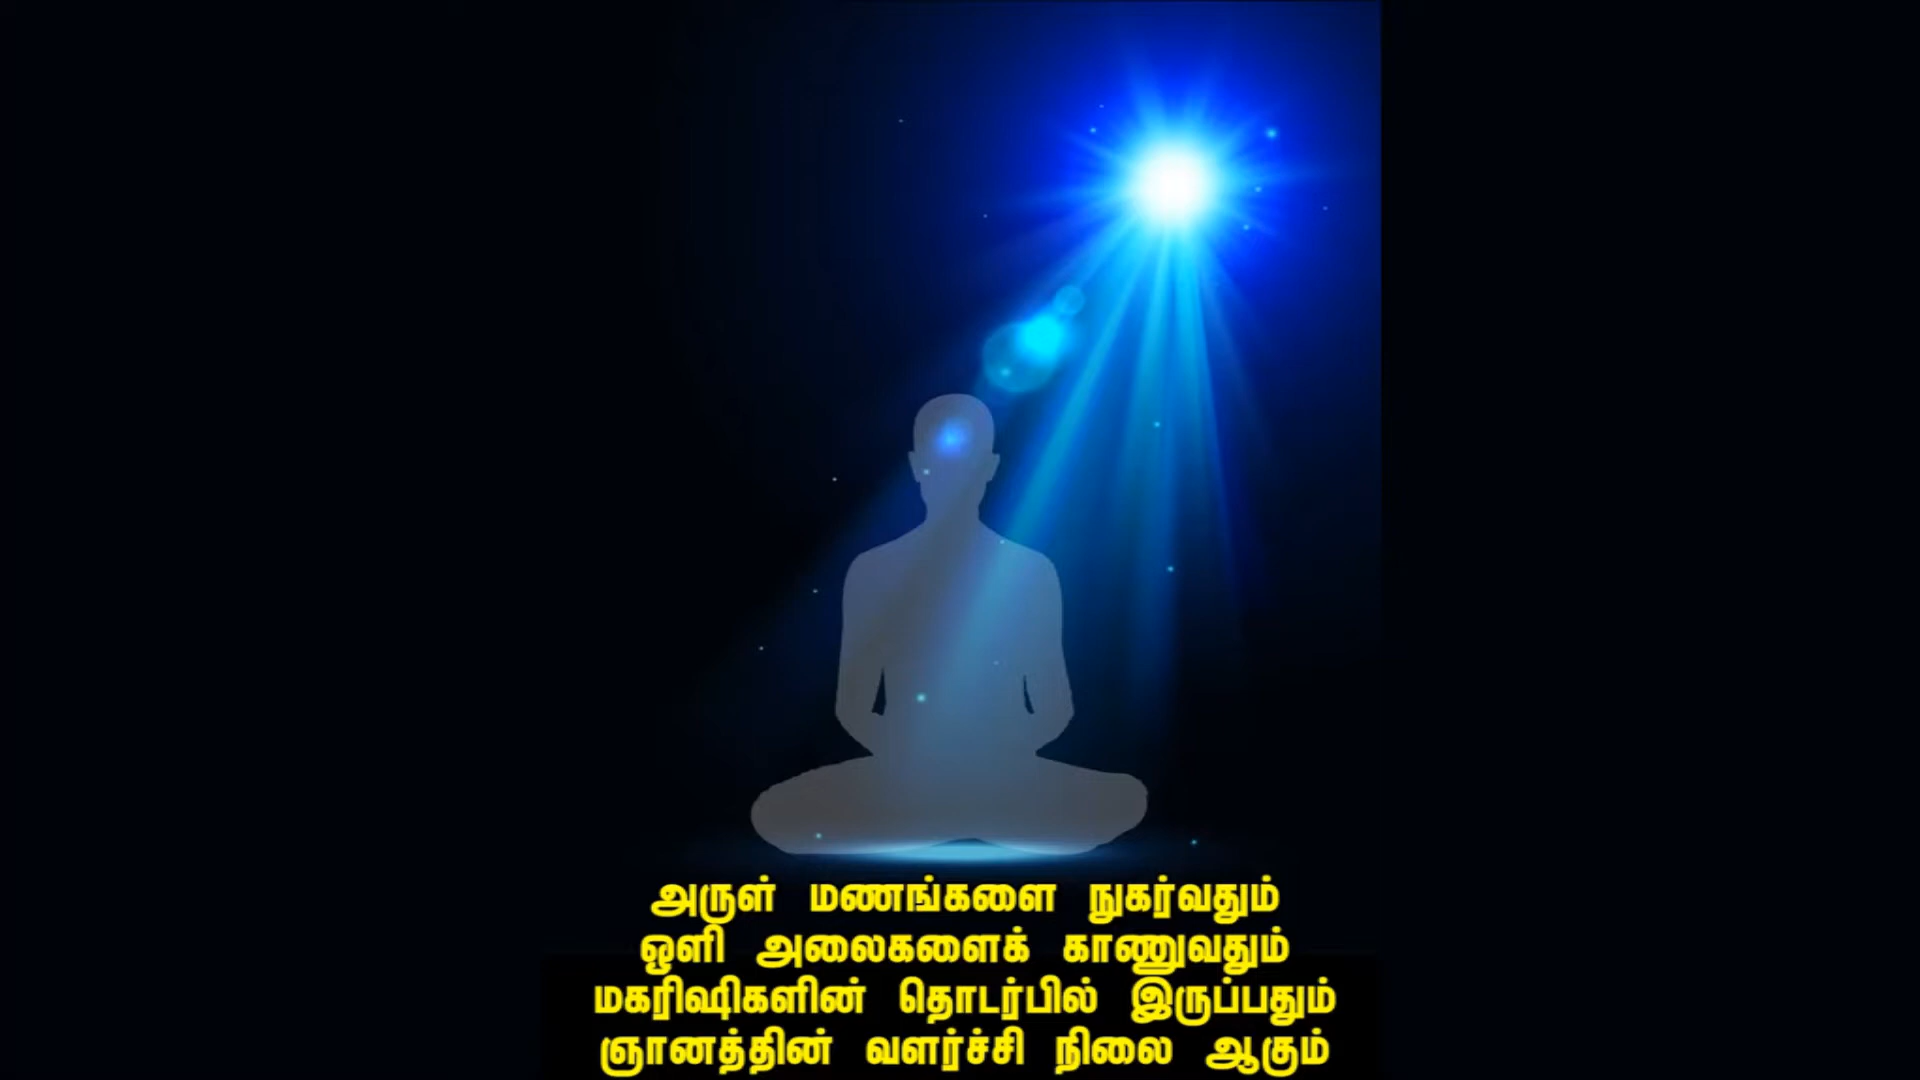 அருள் மணங்களை நுகர்வதும்
ஒளி அலைகளைக் காணுவதும்
மகரிஷிகளின் தொடர்பில் இருப்பதும்
ஞானத்தின் வளர்ச்சி நிலை ஆகும்